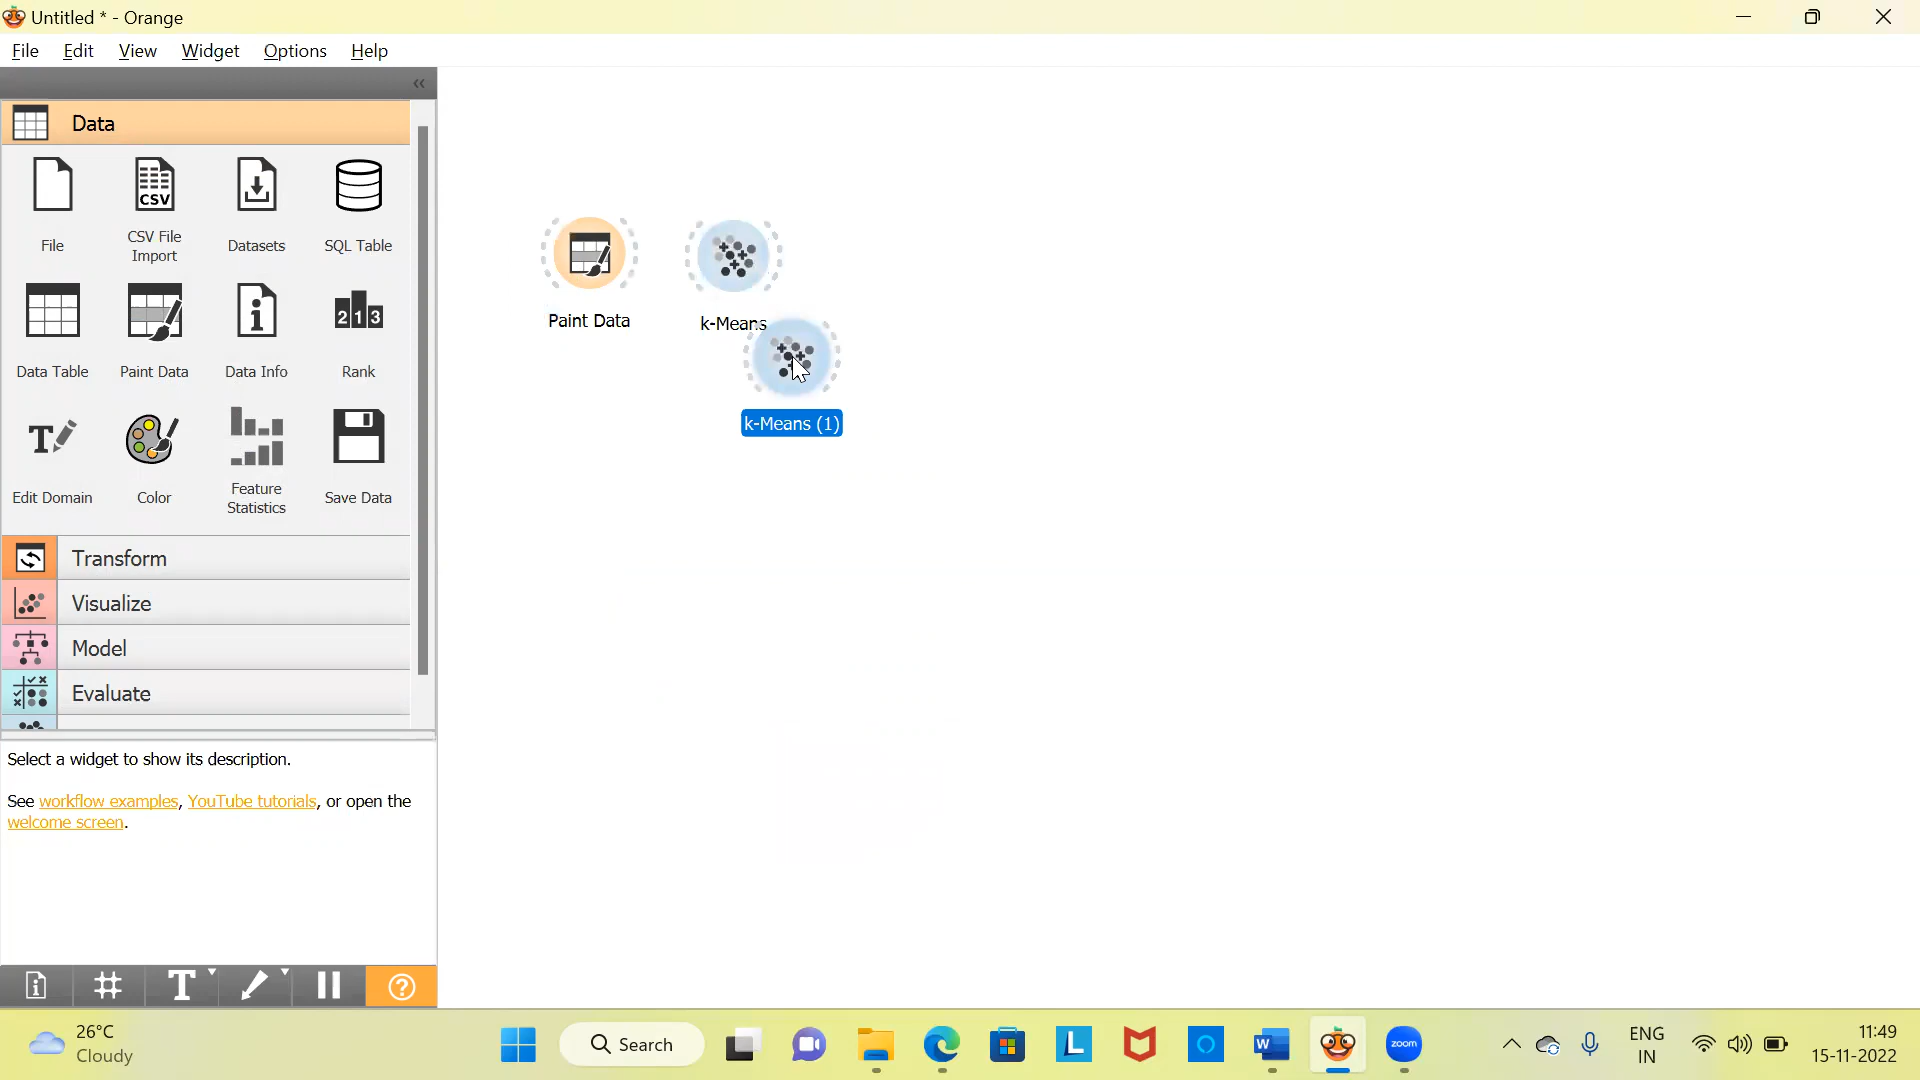 Untitled * - Orange
File Edit View Widget Options Help
«
Data
File
CSV
CSV File
Import
Datasets
SQL Table
Data Table
Paint Data
Data Info
2 1 3
Rank
Edit Domain
Color
Feature
Statistics
Save Data
Transform
Visualize
Model
Evaluate
Select a widget to show its description.
See workflow examples, YouTube tutorials, or open the
welcome screen.
Paint Data
k-Means
k-Means (1)
26°C
Cloudy
Search
L
W
zoom
ENG
IN
11:49
15-11-2022